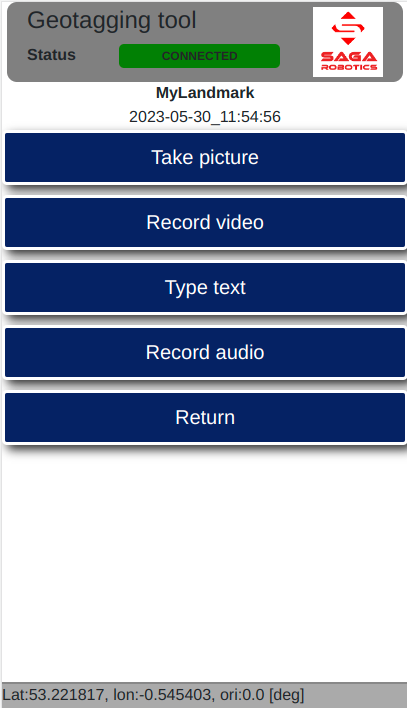 Geotagging tool
Status
CONNECTED
SAGA
ROBOTICS
MyLandmark
2023-05-30_11:54:56
Take picture
Record video
Type text
Record audio
Return
Lat:53.221817, lon:-0.545403, ori:0.0 [deg]